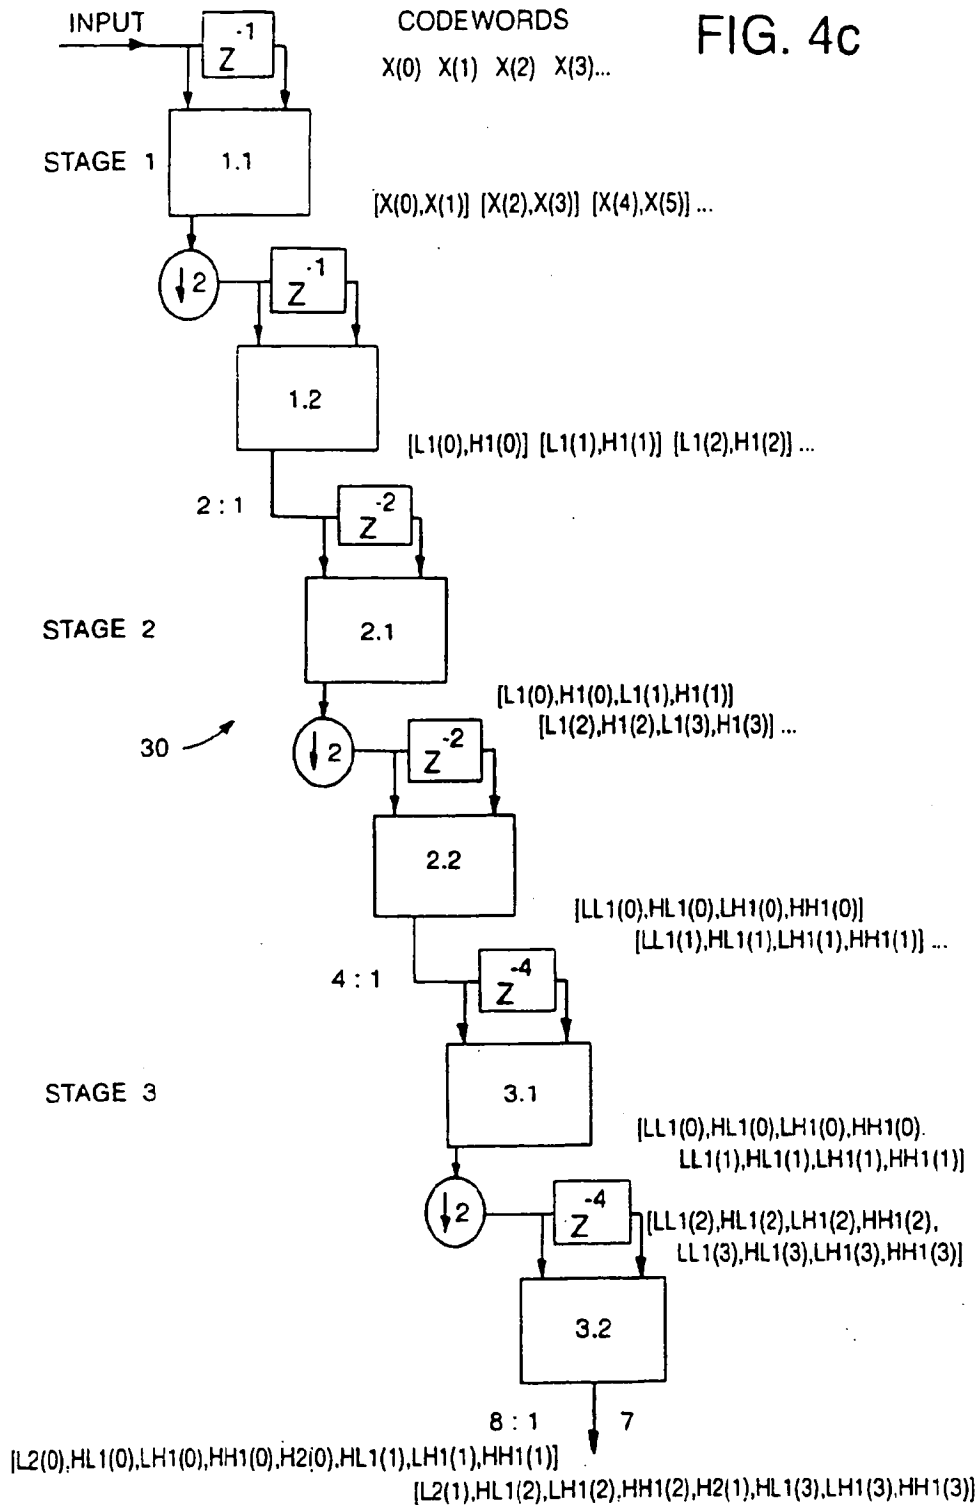 INPUT
Z-1
CODEWORDS
FIG. 4c
X(0) X(1) X(2) X(3)...
STAGE 1
1.1
[X(0),X(1)] [X(2),X(3)] [X(4),X(5)] ...
↓2
Z-1
1.2
[L1(0),H1(0)] [L1(1),H1(1)] [L1(2),H1(2)] ...
2 : 1
Z-2
STAGE 2
2.1
[L1(0),H1(0),L1(1),H1(1)]
[L1(2),H1(2),L1(3),H1(3)] ...
30
↓2
Z-2
2.2
[LL1(0),HL1(0),LH1(0),HH1(0)]
[LL1(1),HL1(1),LH1(1),HH1(1)] ...
4 : 1
Z-4
STAGE 3
3.1
[LL1(0),HL1(0),LH1(0),HH1(0).
LL1(1),HL1(1),LH1(1),HH1(1)]
↓2
Z-4
[LL1(2),HL1(2),LH1(2),HH1(2),
LL1(3),HL1(3),LH1(3),HH1(3)]
3.2
8 : 1
7
[L2(0),HL1(0),LH1(0),HH1(0),H2(0),HL1(1),LH1(1),HH1(1)]
[L2(1),HL1(2),LH1(2),HH1(2),H2(1),HL1(3),LH1(3),HH1(3)]